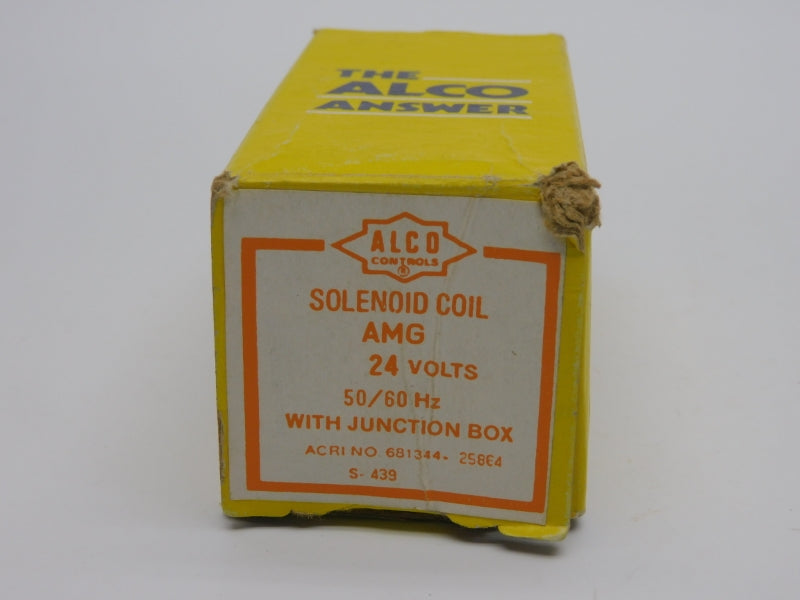 THE
ALCO
ANSWER
ALCO
CONTROLS
SOLENOID COIL
AMG
24 VOLTS
50/60 Hz
WITH JUNCTION BOX
ACRI NO. 681344- 258E4
S- 439